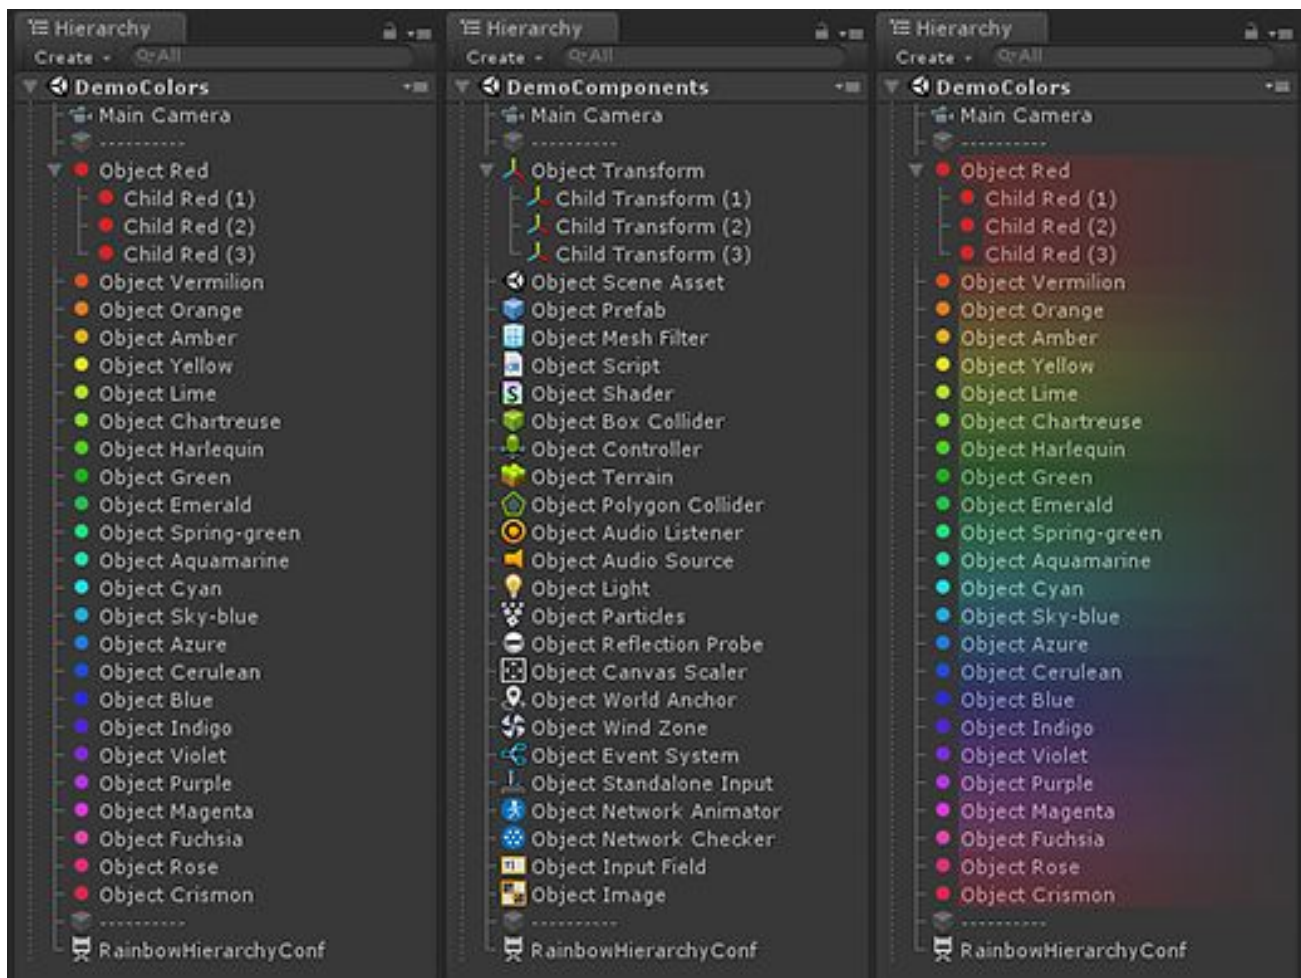 Hierarchy
Create
All
DemoColors
Main Camera
----------
Object Red
Child Red (1)
Child Red (2)
Child Red (3)
Object Vermilion
Object Orange
Object Amber
Object Yellow
Object Lime
Object Chartreuse
Object Harlequin
Object Green
Object Emerald
Object Spring-green
Object Aquamarine
Object Cyan
Object Sky-blue
Object Azure
Object Cerulean
Object Blue
Object Indigo
Object Violet
Object Purple
Object Magenta
Object Fuchsia
Object Rose
Object Crismon
----------
RainbowHierarchyConf
Hierarchy
Create
All
DemoComponents
Main Camera
----------
Object Transform
Child Transform (1)
Child Transform (2)
Child Transform (3)
Object Scene Asset
Object Prefab
Object Mesh Filter
Object Script
Object Shader
Object Box Collider
Object Controller
Object Terrain
Object Polygon Collider
Object Audio Listener
Object Audio Source
Object Light
Object Particles
Object Reflection Probe
Object Canvas Scaler
Object World Anchor
Object Wind Zone
Object Event System
Object Standalone Input
Object Network Animator
Object Network Checker
Object Input Field
Object Image
----------
RainbowHierarchyConf
Hierarchy
Create
All
DemoColors
Main Camera
----------
Object Red
Child Red (1)
Child Red (2)
Child Red (3)
Object Vermilion
Object Orange
Object Amber
Object Yellow
Object Lime
Object Chartreuse
Object Harlequin
Object Green
Object Emerald
Object Spring-green
Object Aquamarine
Object Cyan
Object Sky-blue
Object Azure
Object Cerulean
Object Blue
Object Indigo
Object Violet
Object Purple
Object Magenta
Object Fuchsia
Object Rose
Object Crismon
----------
RainbowHierarchyConf